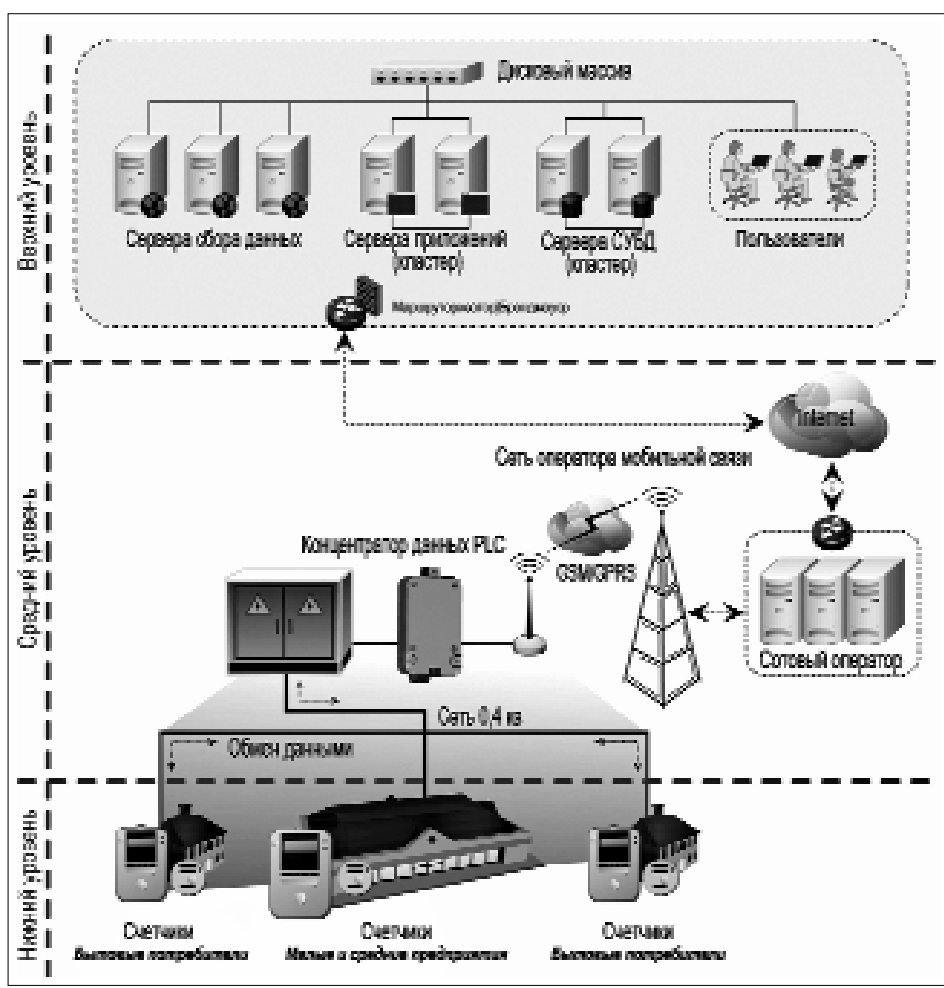 Верхний уровень
Дисковый массив
Сервера сбора данных
Сервера приложений
(кластер)
Сервера СУБД
(кластер)
Пользователи
Маршрутизатор/Брандмауэр
Средний уровень
Internet
Сеть оператора мобильной связи
Концентратор данных PLC
GSM/GPRS
Сотовый оператор
Сеть 0,4 кв
Обмен данными
Нижний уровень
Счетчики
Бытовые потребители
Счетчики
Малые и средние предприятия
Счетчики
Бытовые потребители